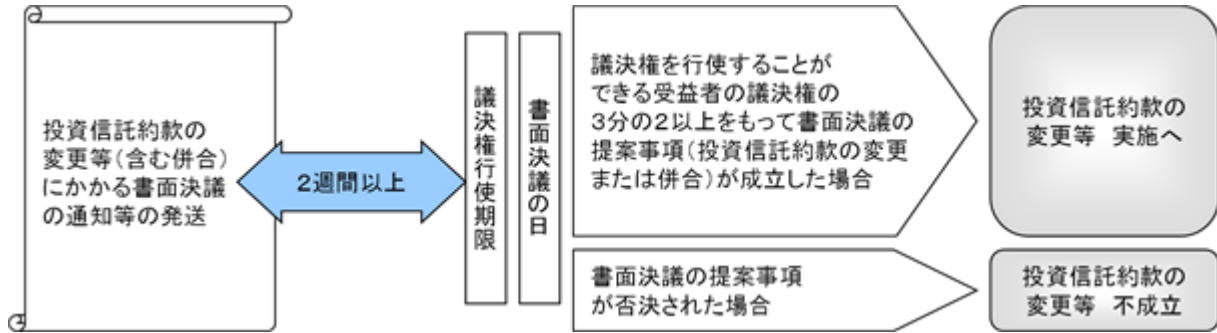 投資信託約款の
変更等(含む併合)
にかかる書面決議
の通知等の発送
2週間以上
議決権行使期限
書面決議の日
議決権を行使することが
できる受益者の議決権の
3分の2以上をもって書面決議の
提案事項(投資信託約款の変更
または併合)が成立した場合
投資信託約款の
変更等 実施へ
書面決議の提案事項
が否決された場合
投資信託約款の
変更等 不成立